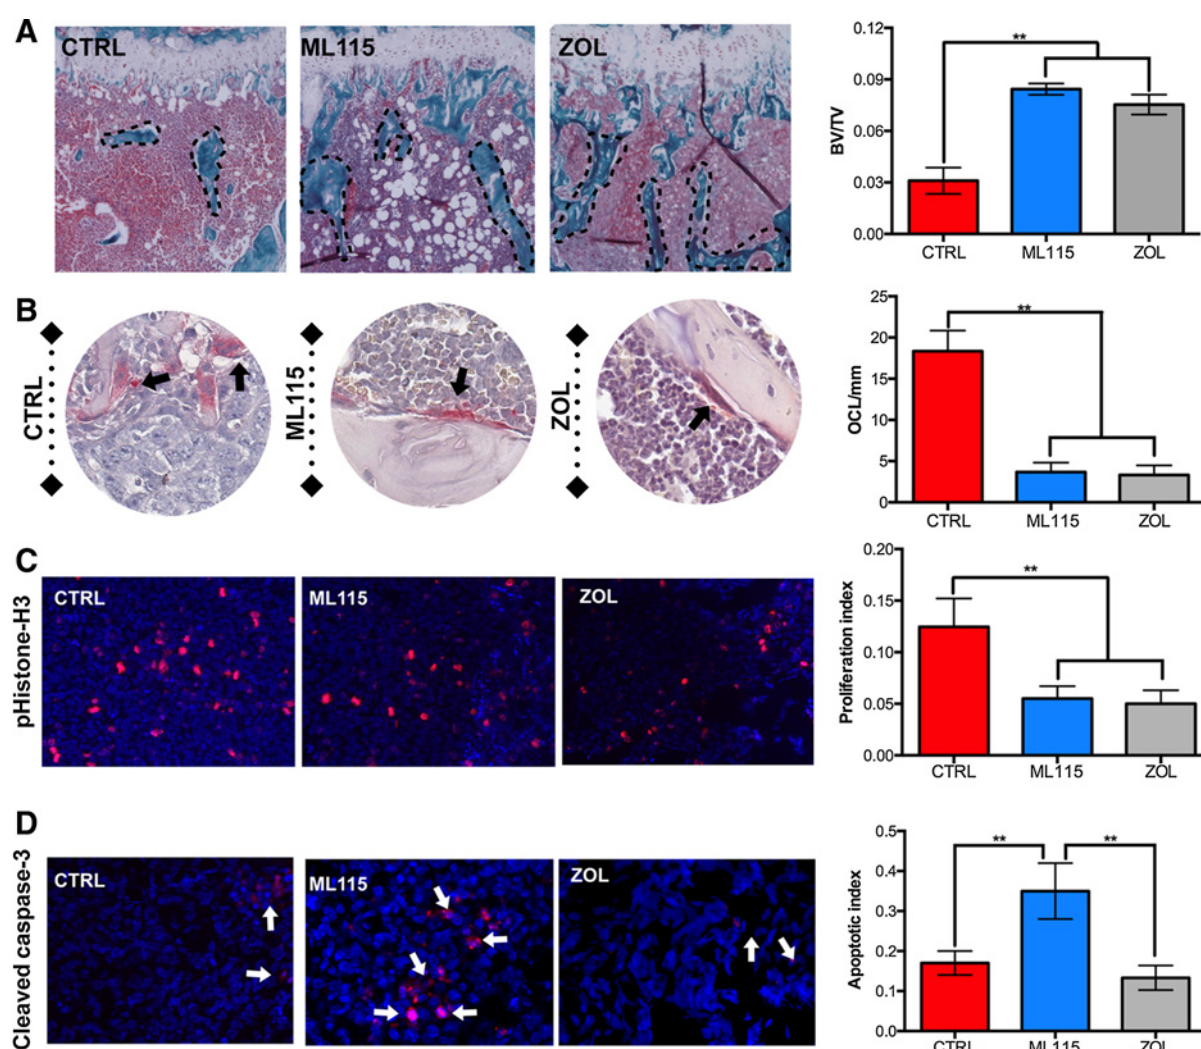 A
CTRL
ML115
ZOL
BV/TV
0.12
0.09
0.06
0.03
0.00
**
CTRL
ML115
ZOL
B
CTRL
ML115
ZOL
OCL/mm
25
20
15
10
5
0
**
CTRL
ML115
ZOL
C
pHistone-H3
CTRL
ML115
ZOL
Proliferation index
0.20
0.15
0.10
0.05
0.00
**
CTRL
ML115
ZOL
D
Cleaved caspase-3
CTRL
ML115
ZOL
Apoptotic index
0.5
0.4
0.3
0.2
0.1
0.0
**
**
CTRL
ML115
ZOL